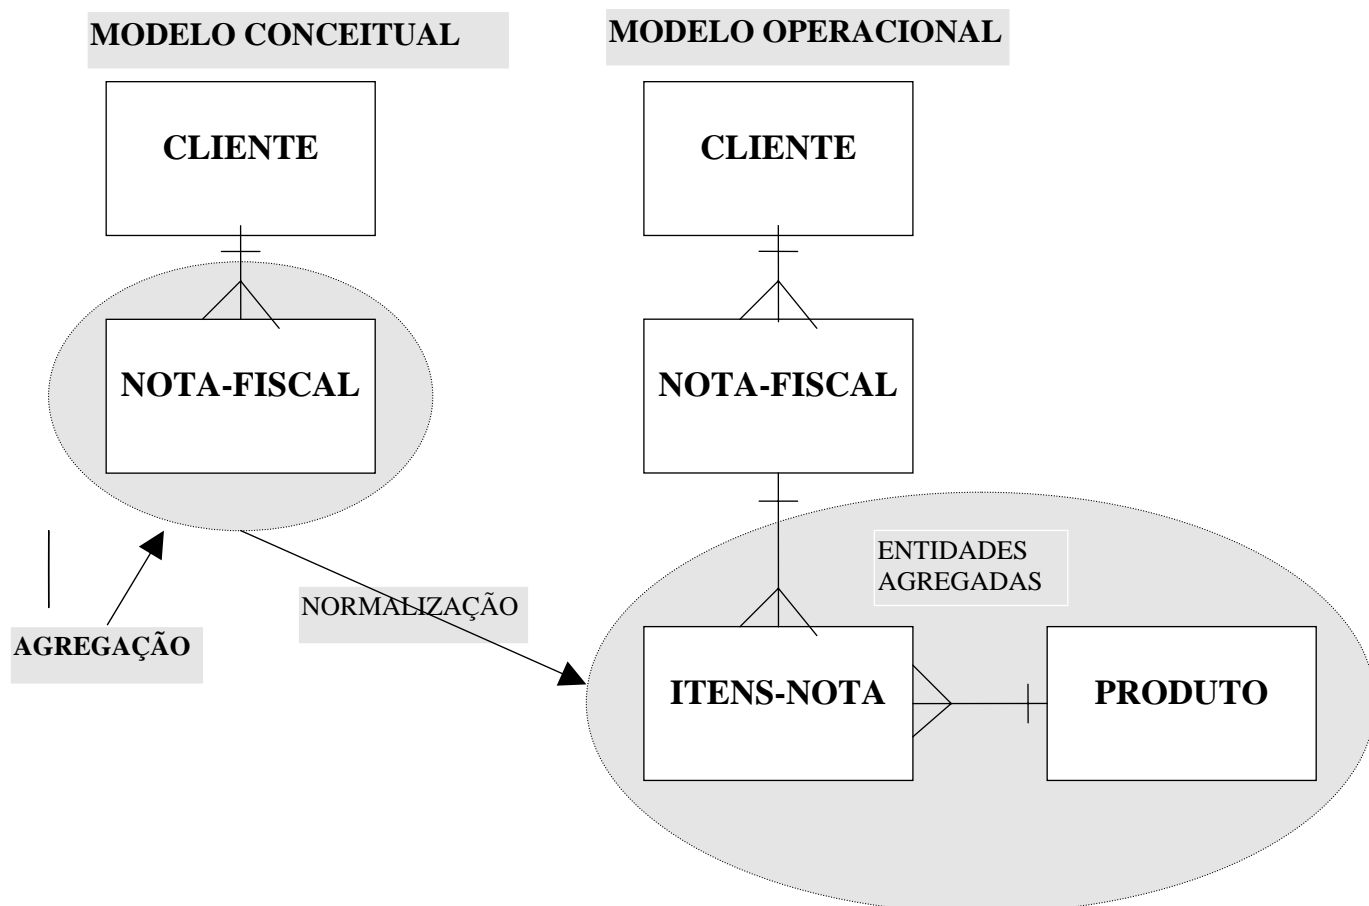 MODELO CONCEITUAL
MODELO OPERACIONAL
CLIENTE
CLIENTE
NOTA-FISCAL
NOTA-FISCAL
ENTIDADES
AGREGADAS
NORMALIZAÇÃO
AGREGAÇÃO
ITENS-NOTA
PRODUTO